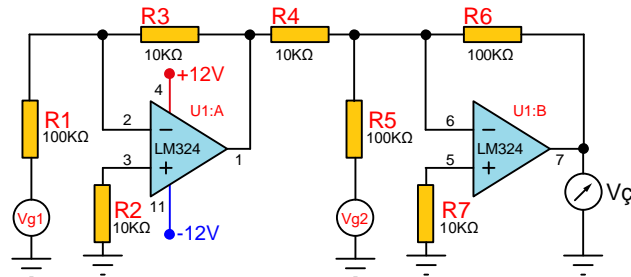 R3
R4
R6
10KΩ
10KΩ
100KΩ
+12V
4
R1
100KΩ
U1:A
2
−
LM324
3
+
1
R5
100KΩ
U1:B
6
−
LM324
5
+
7
Vg1
R2
10KΩ
11
-12V
Vg2
R7
10KΩ
Vç